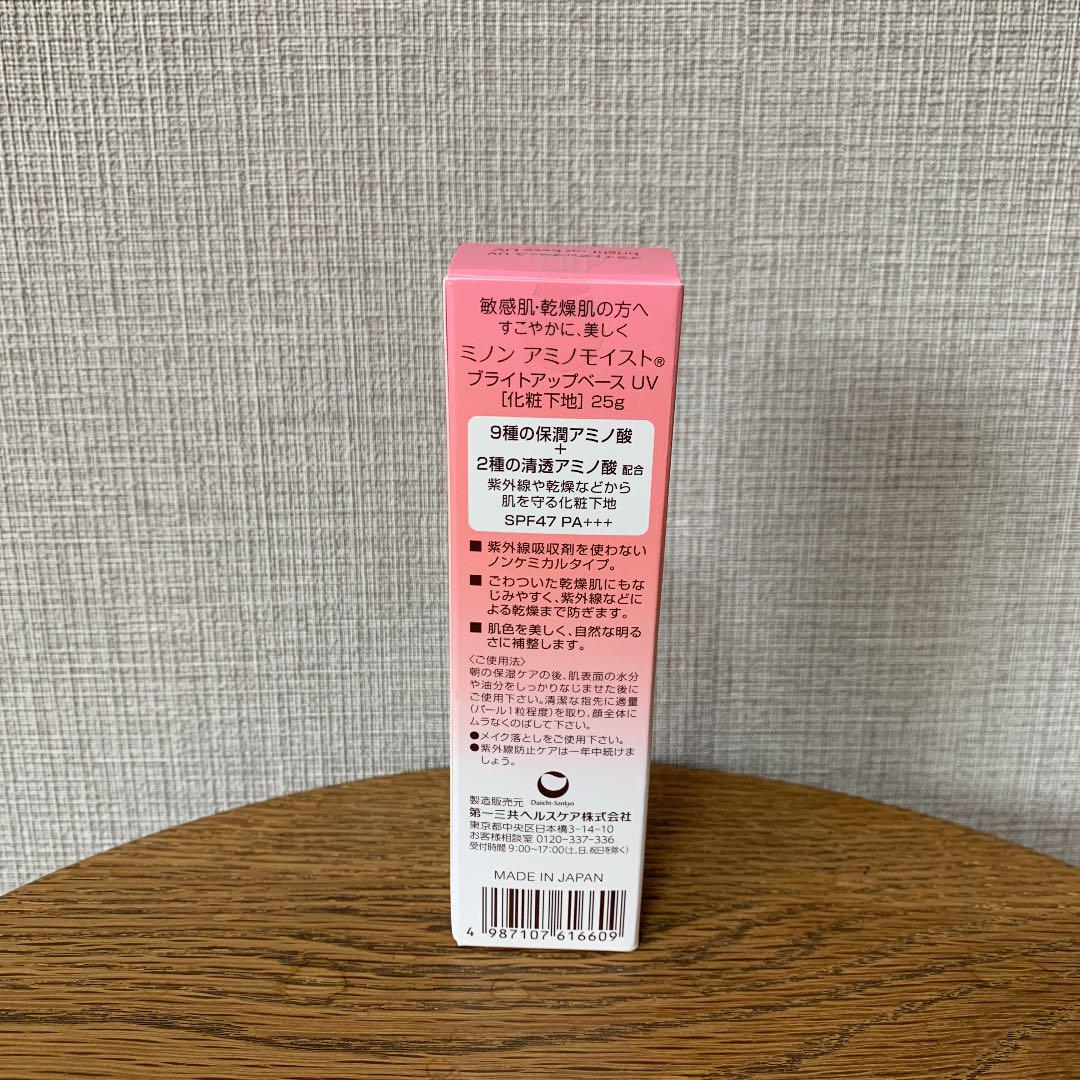 ブライトアップベース UV
bright up base UV
敏感肌・乾燥肌の方へ
すこやかに、美しく
ミノン アミノモイスト®
ブライトアップベース UV
[化粧下地] 25g
9種の保潤アミノ酸
+
2種の清透アミノ酸 配合
紫外線や乾燥などから
肌を守る化粧下地
SPF47 PA+++
■ 紫外線吸収剤を使わない
ノンケミカルタイプ。
■ ごわついた乾燥肌にもな
じみやすく、紫外線などに
よる乾燥まで防ぎます。
■ 肌色を美しく、自然な明る
さに補整します。
〈ご使用法〉
朝の保湿ケアの後、肌表面の水分
や油分をしっかりなじませた後に
ご使用下さい。清潔な指先に適量
(パール1粒程度)を取り、顔全体に
ムラなくのばして下さい。
●メイク落としをご使用下さい。
●紫外線防止ケアは一年中続けま
しょう。
Daiichi-Sankyo
製造販売元
第一三共ヘルスケア株式会社
東京都中央区日本橋3-14-10
お客様相談室 0120-337-336
受付時間 9:00~17:00(土、日、祝日を除く)
MADE IN JAPAN
4 987107 616609